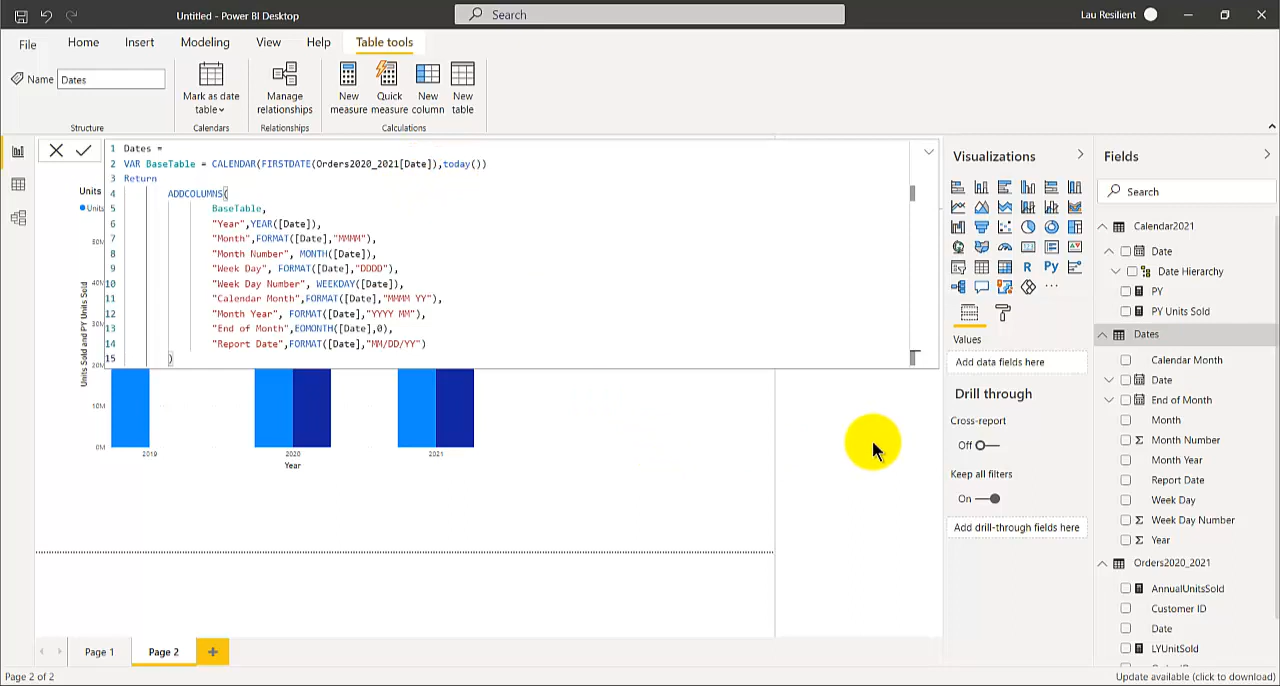 Untitled - Power BI Desktop
Search
Lau Resilient
File
Home
Insert
Modeling
View
Help
Table tools
Name
Dates
Mark as date table
Manage relationships
New measure
Quick measure
New column
New table
Structure
Calendars
Relationships
Calculations
1 Dates =
2 VAR BaseTable = CALENDAR(FIRSTDATE(Orders2020_2021[Date]),today())
3 Return
4 ADDCOLUMNS(
5 BaseTable,
6 "Year",YEAR([Date]),
7 "Month",FORMAT([Date],"MMMM"),
8 "Month Number", MONTH([Date]),
9 "Week Day", FORMAT([Date],"DDDD"),
10 "Week Day Number", WEEKDAY([Date]),
11 "Calendar Month",FORMAT([Date],"MMMM YY"),
12 "Month Year", FORMAT([Date],"YYYY MM"),
13 "End of Month",EOMONTH([Date],0),
14 "Report Date",FORMAT([Date],"MM/DD/YY")
15 )
Units
Units
50M
40M
30M
20M
10M
0M
Units Sold and PY Units Sold
2019
2020
2021
Year
Visualizations
R
Py
Values
Add data fields here
Drill through
Cross-report
Off
Keep all filters
On
Add drill-through fields here
Fields
Search
Calendar2021
Date
Date Hierarchy
PY
PY Units Sold
Dates
Calendar Month
Date
End of Month
Month
Month Number
Month Year
Report Date
Week Day
Week Day Number
Year
Orders2020_2021
AnnualUnitsSold
Customer ID
Date
LYUnitSold
Page 1
Page 2
Page 2 of 2
Update available (click to download)